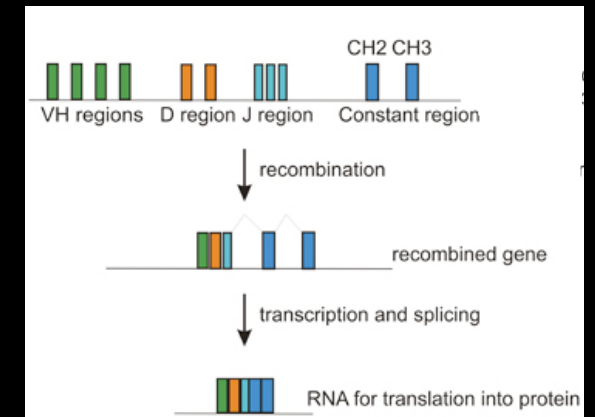 CH2 CH3
VH regions D region J region Constant region
recombination
recombined gene
transcription and splicing
RNA for translation into protein